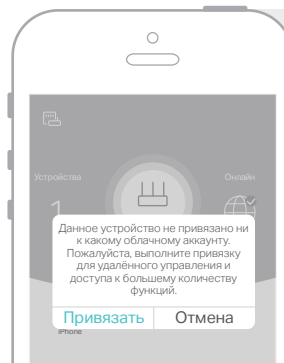 Устройства
Онлайн
1
Данное устройство не привязано ни
к какому облачному аккаунту.
Пожалуйста, выполните привязку
для удалённого управления и
доступа к большему количеству
функций.
Привязать Отмена
iPhone